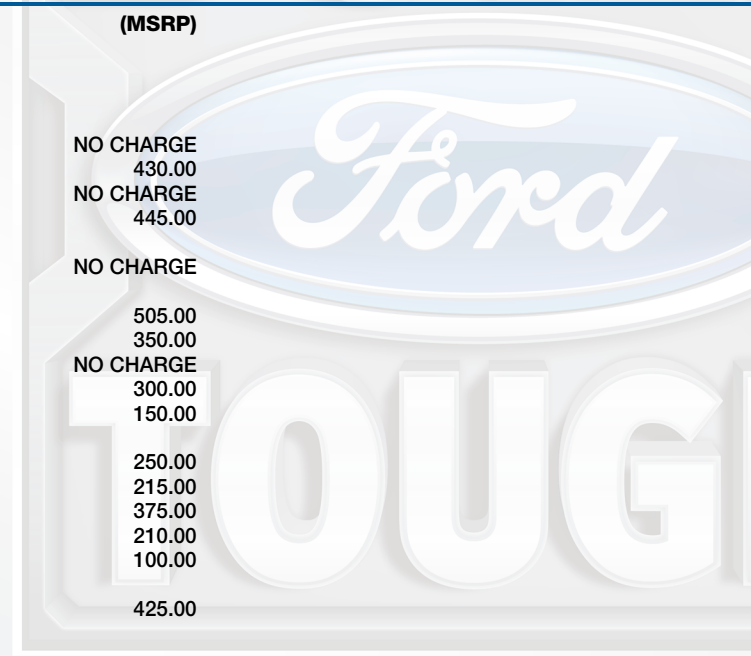 (MSRP)
NO CHARGE
430.00
NO CHARGE
445.00
NO CHARGE
505.00
350.00
NO CHARGE
300.00
150.00
250.00
215.00
375.00
210.00
100.00
425.00
Ford
TOUG